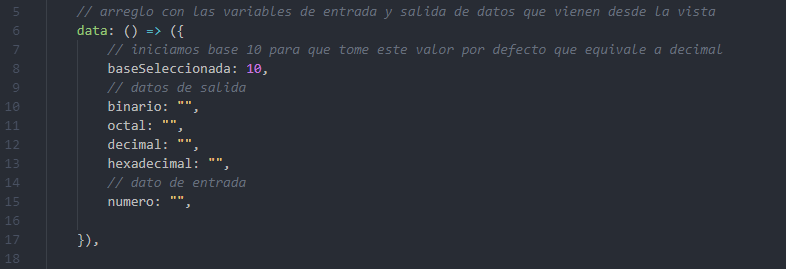 5 // arreglo con las variables de entrada y salida de datos que vienen desde la vista
6 data: () => ({
7 // iniciamos base 10 para que tome este valor por defecto que equivale a decimal
8 baseSeleccionada: 10,
9 // datos de salida
10 binario: "",
11 octal: "",
12 decimal: "",
13 hexadecimal: "",
14 // dato de entrada
15 numero: "",
16
17 }),
18